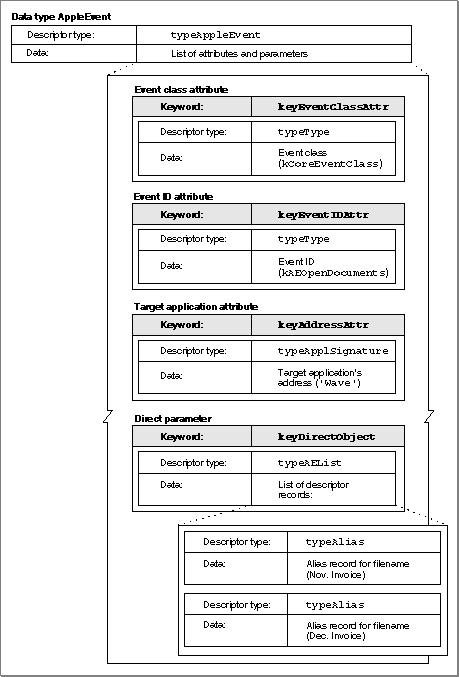 Data type AppleEvent
Descriptor type: typeAppleEvent
Data: List of attributes and parameters
Event class attribute
Keyword: keyEventClassAttr
Descriptor type: typeType
Data: Event class
(kCoreEventClass)
Event ID attribute
Keyword: keyEventIDAttr
Descriptor type: typeType
Data: Event ID
(kAEOpenDocuments)
Target application attribute
Keyword: keyAddressAttr
Descriptor type: typeApplSignature
Data: Target application's
address ('Wave')
Direct parameter
Keyword: keyDirectObject
Descriptor type: typeAEList
Data: List of descriptor
records:
Descriptor type: typeAlias
Data: Alias record for filename
(Nov. Invoice)
Descriptor type: typeAlias
Data: Alias record for filename
(Dec. Invoice)